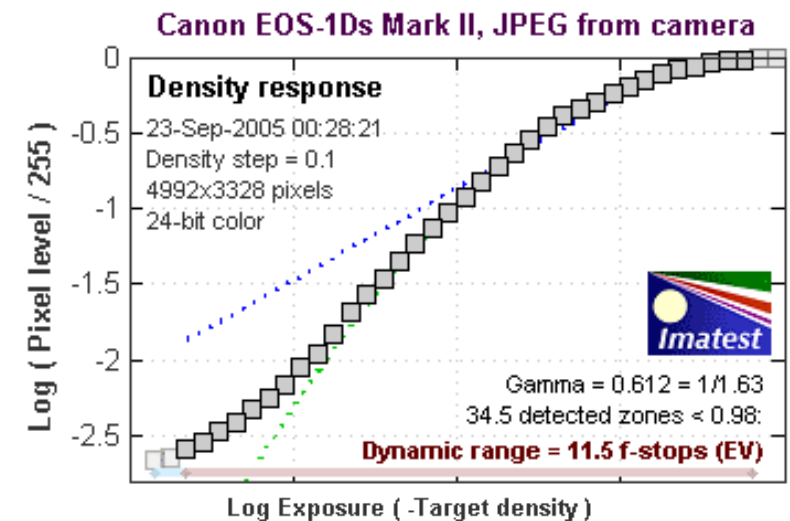 Canon EOS-1Ds Mark II, JPEG from camera
0
Density response
23-Sep-2005 00:28:21
-0.5
Density step = 0.1
4992x3328 pixels
-1
24-bit color
Log ( Pixel level / 255 )
-1.5
Imatest
-2
Gamma = 0.612 = 1/1.63
34.5 detected zones < 0.98:
-2.5
Dynamic range = 11.5 f-stops (EV)
Log Exposure ( -Target density )